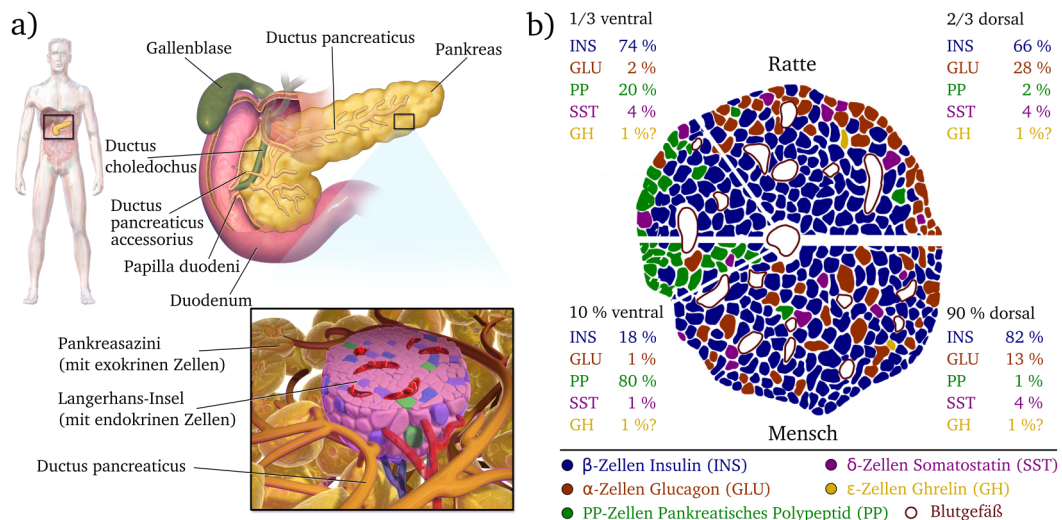 a)
Gallenblase
Ductus pancreaticus
Pankreas
Ductus
choledochus
Ductus
pancreaticus
accessorius
Papilla duodeni
Duodenum
Pankreasazini
(mit exokrinen Zellen)
Langerhans-Insel
(mit endokrinen Zellen)
Ductus pancreaticus
b)
1/3 ventral
INS 74 %
GLU 2 %
PP 20 %
SST 4 %
GH 1 %?
Ratte
2/3 dorsal
INS 66 %
GLU 28 %
PP 2 %
SST 4 %
GH 1 %?
10 % ventral
INS 18 %
GLU 1 %
PP 80 %
SST 1 %
GH 1 %?
90 % dorsal
INS 82 %
GLU 13 %
PP 1 %
SST 4 %
GH 1 %?
Mensch
β-Zellen Insulin (INS)
α-Zellen Glucagon (GLU)
PP-Zellen Pankreatisches Polypeptid (PP)
δ-Zellen Somatostatin (SST)
ε-Zellen Ghrelin (GH)
Blutgefäß